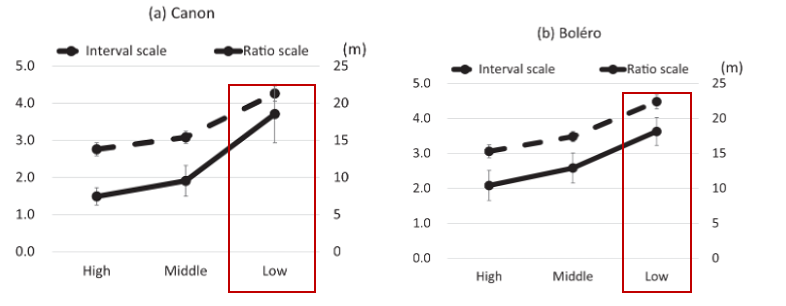 (a) Canon
Interval scale Ratio scale (m)
5.0 25
4.0 20
3.0 15
2.0 10
1.0 5
0.0 0
High Middle Low
(b) Boléro
Interval scale Ratio scale (m)
5.0 25
4.0 20
3.0 15
2.0 10
1.0 5
0.0 0
High Middle Low